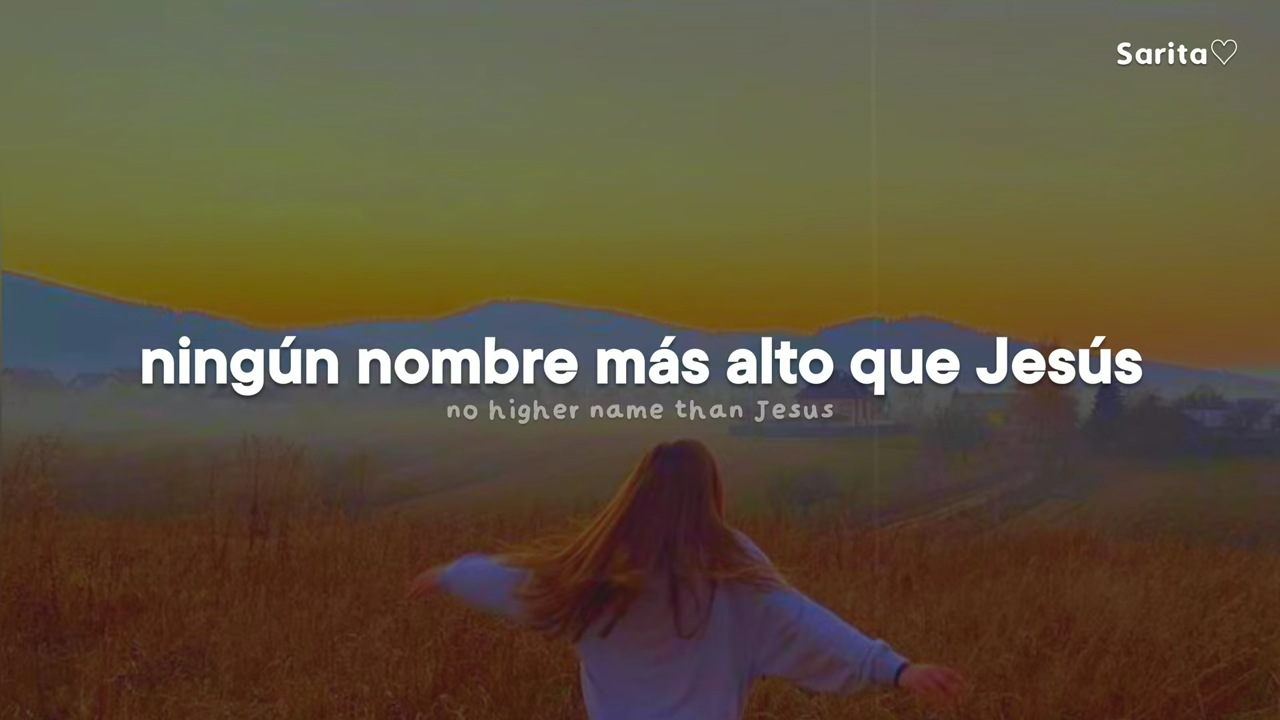 Sarita♡
ningún nombre más alto que Jesús
no higher name than Jesus